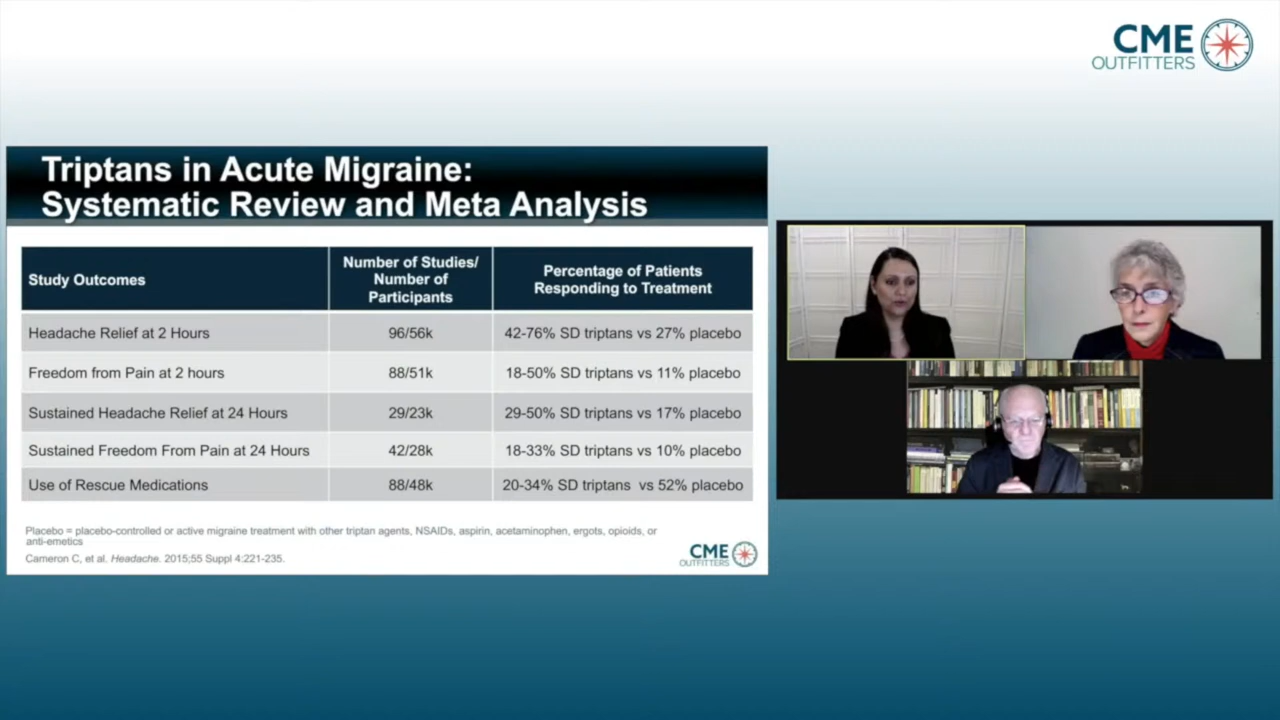 CME
OUTFITTERS
Triptans in Acute Migraine:
Systematic Review and Meta Analysis
Study Outcomes
Number of Studies/
Number of
Participants
Percentage of Patients
Responding to Treatment
Headache Relief at 2 Hours
96/56k
42-76% SD triptans vs 27% placebo
Freedom from Pain at 2 hours
88/51k
18-50% SD triptans vs 11% placebo
Sustained Headache Relief at 24 Hours
29/23k
29-50% SD triptans vs 17% placebo
Sustained Freedom From Pain at 24 Hours
42/28k
18-33% SD triptans vs 10% placebo
Use of Rescue Medications
88/48k
20-34% SD triptans vs 52% placebo
Placebo = placebo-controlled or active migraine treatment with other triptan agents, NSAIDs, aspirin, acetaminophen, ergots, opioids, or
anti-emetics
Cameron C, et al. Headache. 2015;55 Suppl 4:221-235.
CME
OUTFITTERS